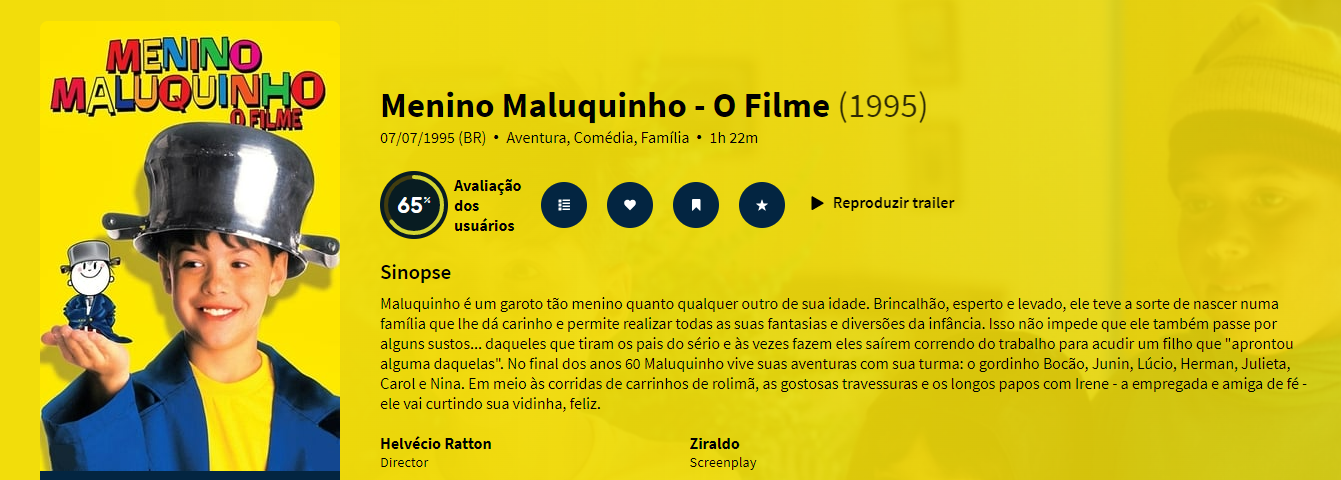 MENINO
MALUQUINHO
O FILME
Menino Maluquinho - O Filme (1995)
07/07/1995 (BR) • Aventura, Comédia, Família • 1h 22m
65%
Avaliação
dos
usuários
Reproduzir trailer
Sinopse
Maluquinho é um garoto tão menino quanto qualquer outro de sua idade. Brincalhão, esperto e levado, ele teve a sorte de nascer numa
família que lhe dá carinho e permite realizar todas as suas fantasias e diversões da infância. Isso não impede que ele também passe por
alguns sustos... daqueles que tiram os pais do sério e às vezes fazem eles saírem correndo do trabalho para acudir um filho que "aprontou
alguma daquelas". No final dos anos 60 Maluquinho vive suas aventuras com sua turma: o gordinho Bocão, Junin, Lúcio, Herman, Julieta,
Carol e Nina. Em meio às corridas de carrinhos de rolimã, as gostosas travessuras e os longos papos com Irene - a empregada e amiga de fé -
ele vai curtindo sua vidinha, feliz.
Helvécio Ratton
Director
Ziraldo
Screenplay